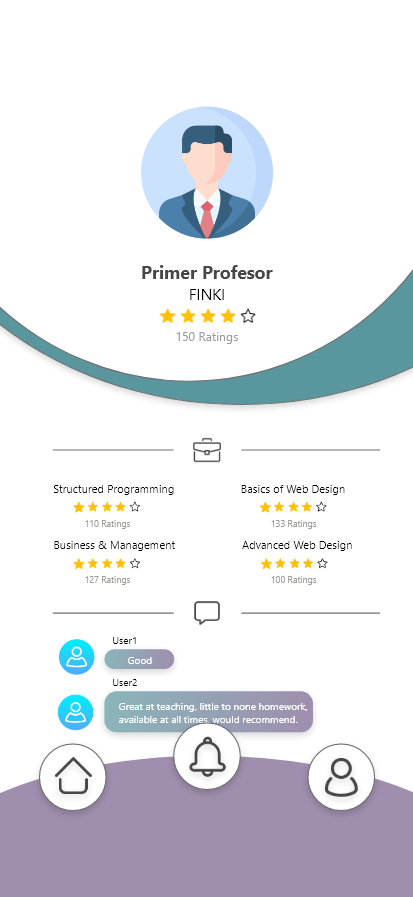 Primer Profesor
FINKI
150 Ratings
Structured Programming
110 Ratings
Basics of Web Design
133 Ratings
Business & Management
127 Ratings
Advanced Web Design
100 Ratings
User1
Good
User2
Great at teaching, little to none homework,
available at all times, would recommend.